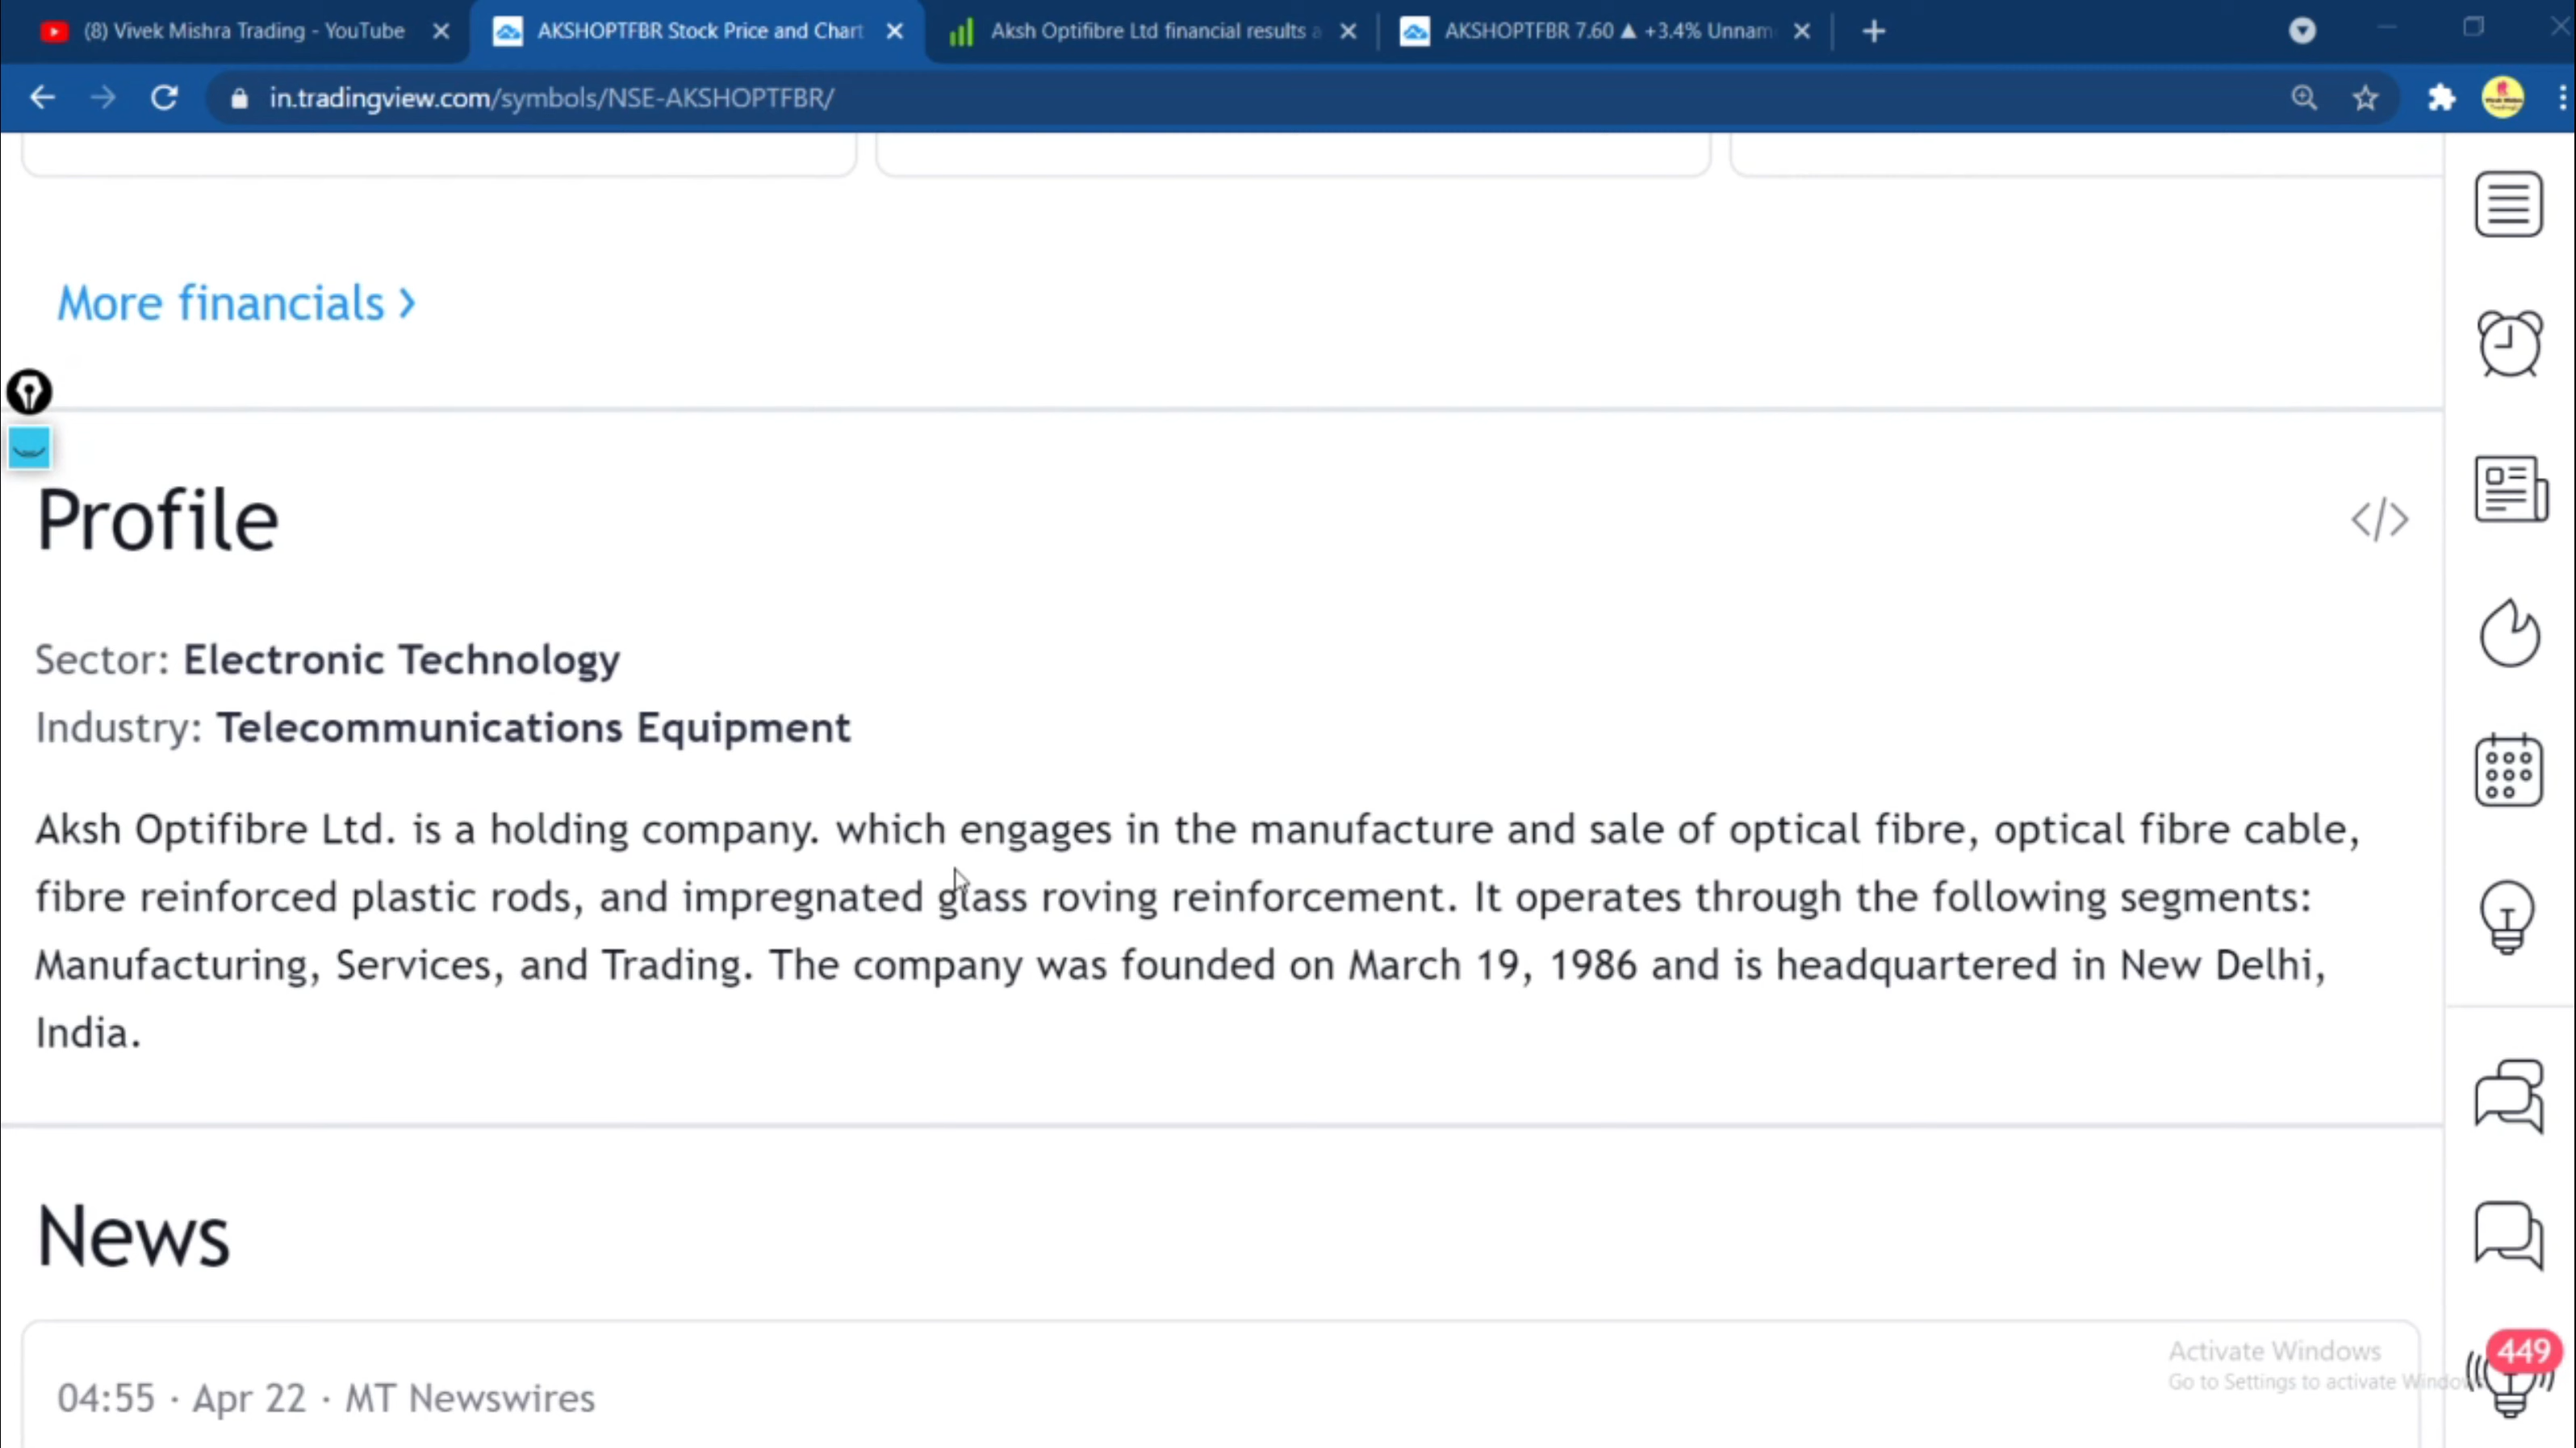 (8) Vivek Mishra Trading - YouTube
AKSHOPTFBR Stock Price and Chart
Aksh Optifibre Ltd financial results a
AKSHOPTFBR 7.60 ▲ +3.4% Unnam
in.tradingview.com/symbols/NSE-AKSHOPTFBR/
More financials >
Profile
</>
Sector: Electronic Technology
Industry: Telecommunications Equipment
Aksh Optifibre Ltd. is a holding company. which engages in the manufacture and sale of optical fibre, optical fibre cable,
fibre reinforced plastic rods, and impregnated glass roving reinforcement. It operates through the following segments:
Manufacturing, Services, and Trading. The company was founded on March 19, 1986 and is headquartered in New Delhi,
India.
News
04:55 · Apr 22 · MT Newswires
Activate Windows
Go to Settings to activate Windo
449